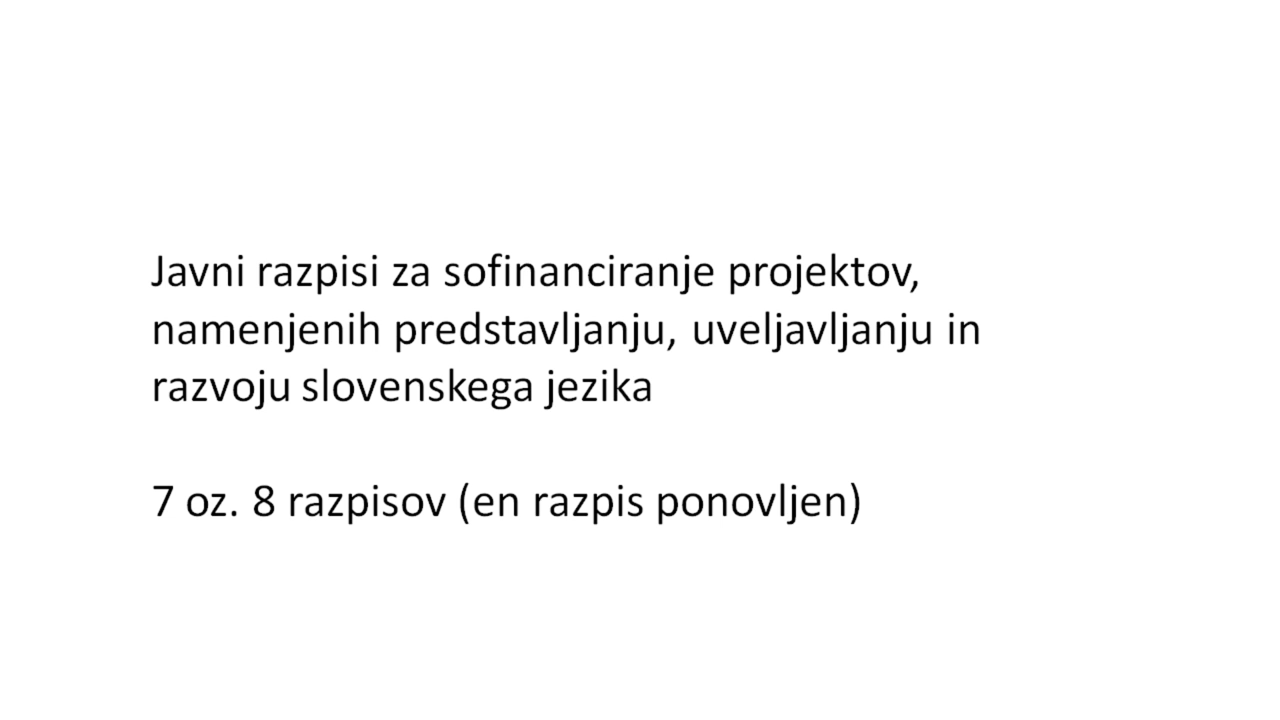 Javni razpisi za sofinanciranje projektov,
namenjenih predstavljanju, uveljavljanju in
razvoju slovenskega jezika
7 oz. 8 razpisov (en razpis ponovljen)